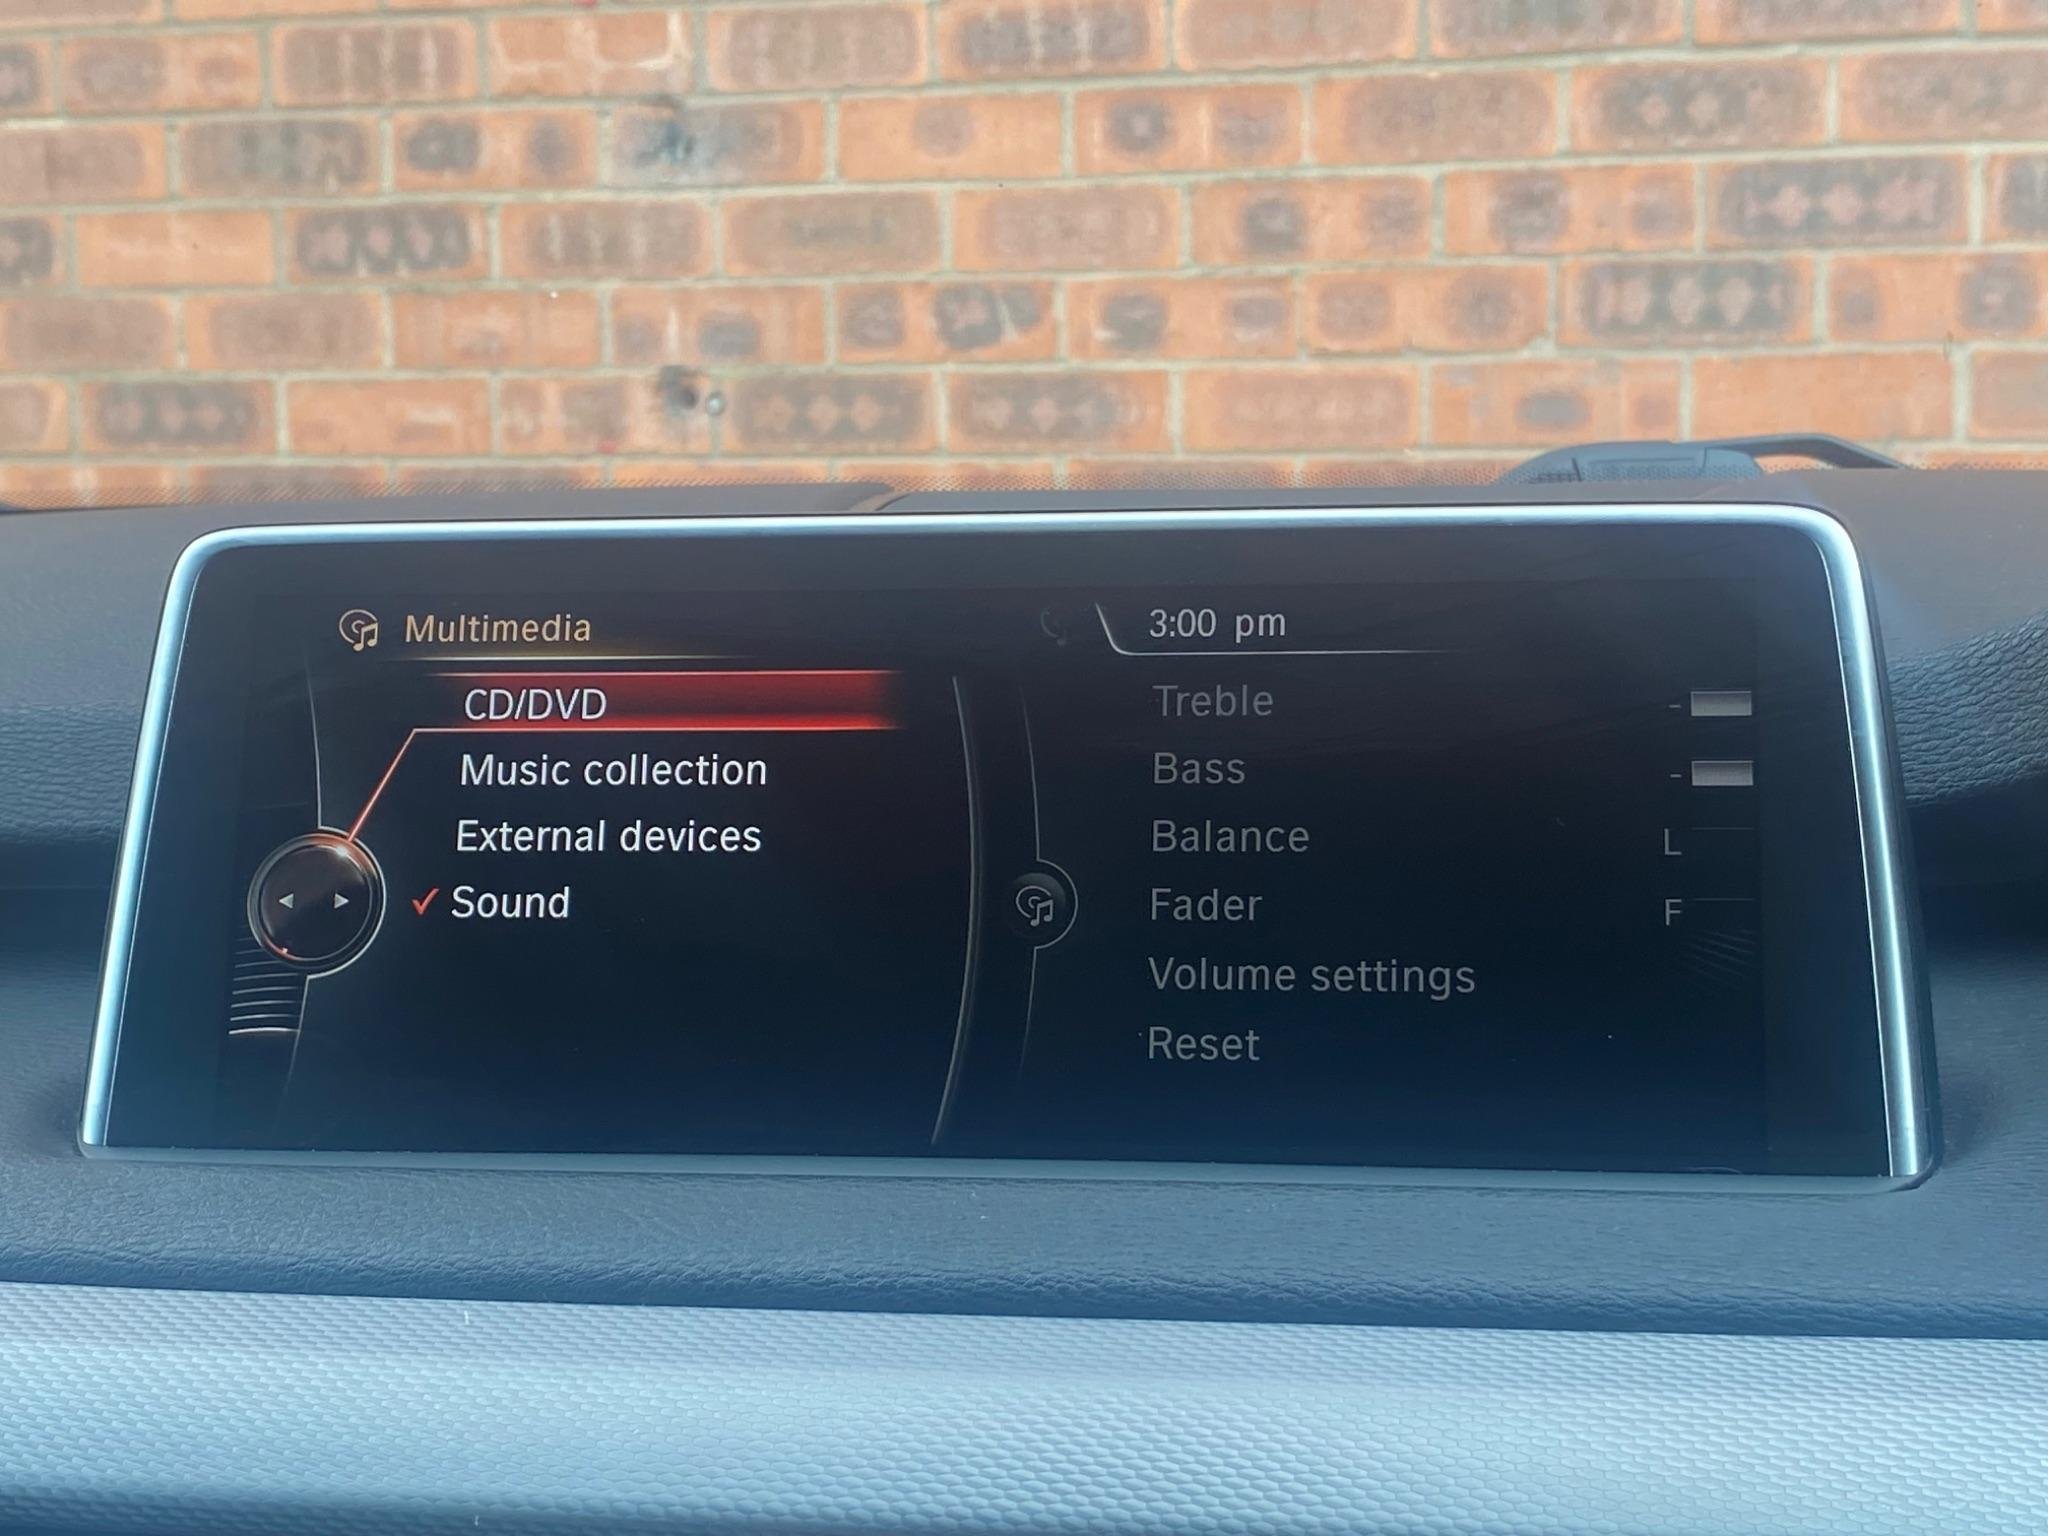 Multimedia
CD/DVD
Music collection
External devices
✓ Sound
3:00 pm
Treble -
Bass -
Balance L
Fader F
Volume settings
Reset